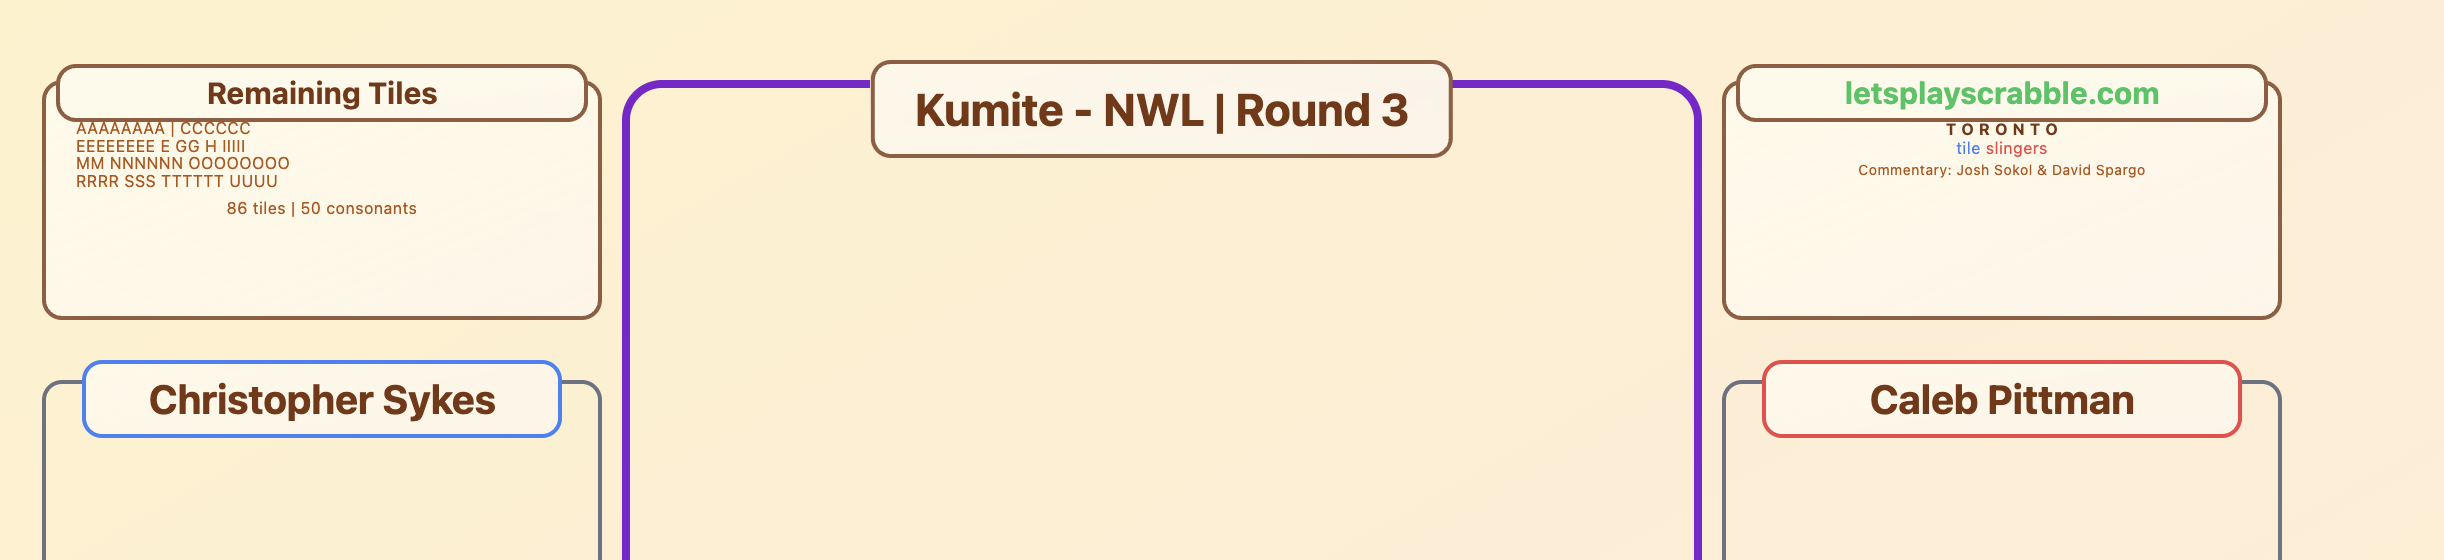 Remaining Tiles
AAAAAAAA | CCCCCC
EEEEEEEE E GG H IIIII
MM NNNNNN OOOOOOOO
RRRR SSS TTTTTT UUUU
86 tiles | 50 consonants
Kumite - NWL | Round 3
letsplayscrabble.com
TORONTO
tile slingers
Commentary: Josh Sokol & David Spargo
Christopher Sykes
Caleb Pittman